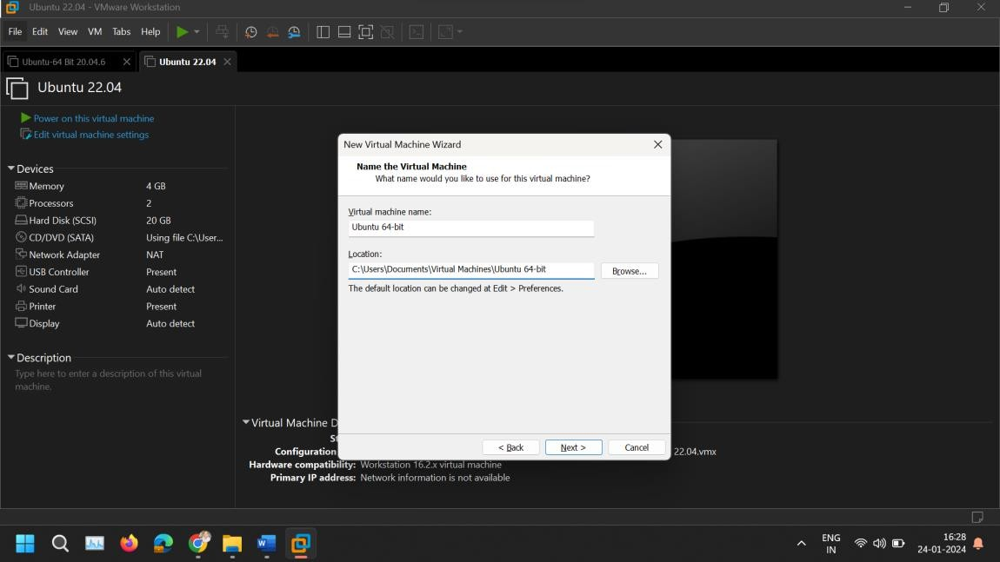 Ubuntu 22.04 - VMware Workstation
File Edit View VM Tabs Help
Ubuntu-64 Bit 20.04.6 Ubuntu 22.04
Ubuntu 22.04
Power on this virtual machine
Edit virtual machine settings
Devices
Memory 4 GB
Processors 2
Hard Disk (SCSI) 20 GB
CD/DVD (SATA) Using file C:\User...
Network Adapter NAT
USB Controller Present
Sound Card Auto detect
Printer Present
Display Auto detect
Description
Type here to enter a description of this virtual
machine.
New Virtual Machine Wizard
Name the Virtual Machine
What name would you like to use for this virtual machine?
Virtual machine name:
Ubuntu 64-bit
Location:
C:\Users\Documents\Virtual Machines\Ubuntu 64-bit
Browse...
The default location can be changed at Edit > Preferences.
< Back Next > Cancel
Virtual Machine D
St
Configuration 22.04.vmx
Hardware compatibility: Workstation 16.2.x virtual machine
Primary IP address: Network information is not available
ENG
IN
16:28
24-01-2024